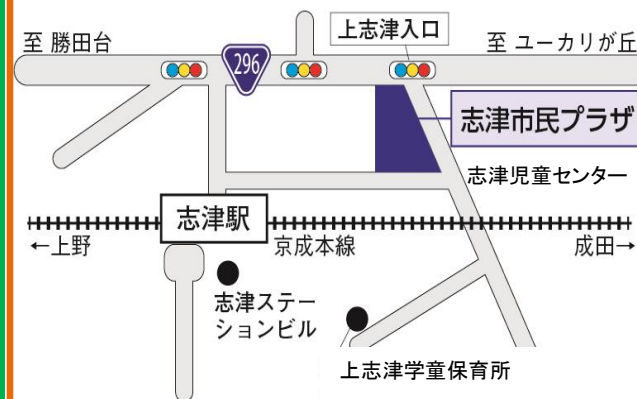 上志津入口
至 勝田台
296
至 ユーカリが丘
志津市民プラザ
志津児童センター
志津駅
←上野
京成本線
成田→
志津ステー
ションビル
上志津学童保育所